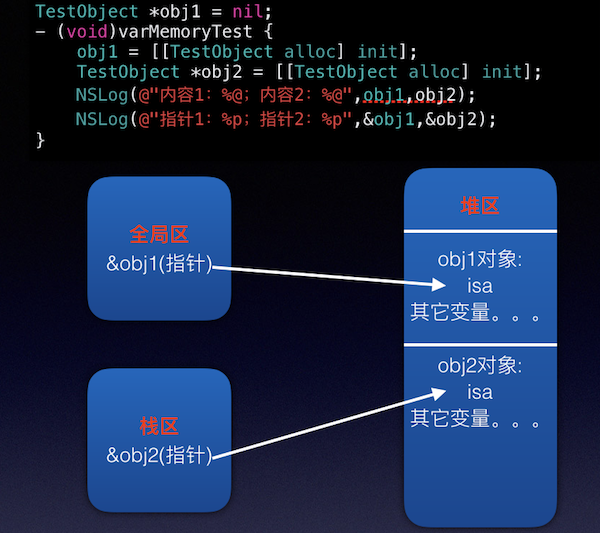 TestObject *obj1 = nil;
- (void)varMemoryTest {
obj1 = [[TestObject alloc] init];
TestObject *obj2 = [[TestObject alloc] init];
NSLog(@"内容1：%@；内容2：%@",obj1,obj2);
NSLog(@"指针1：%p；指针2：%p",&obj1,&obj2);
}
全局区
&obj1(指针)
栈区
&obj2(指针)
堆区
obj1对象:
isa
其它变量。。。
obj2对象:
isa
其它变量。。。